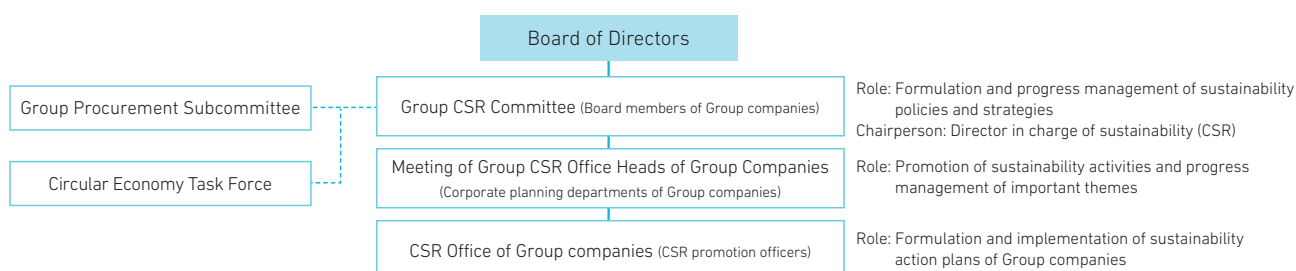 Board of Directors
Group Procurement Subcommittee
Circular Economy Task Force
Group CSR Committee (Board members of Group companies)
Role: Formulation and progress management of sustainability
policies and strategies
Chairperson: Director in charge of sustainability (CSR)
Meeting of Group CSR Office Heads of Group Companies
(Corporate planning departments of Group companies)
Role: Promotion of sustainability activities and progress
management of important themes
CSR Office of Group companies (CSR promotion officers)
Role: Formulation and implementation of sustainability
action plans of Group companies